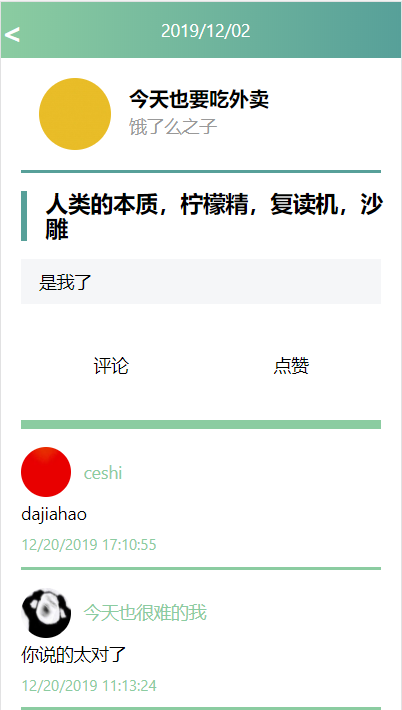 <
2019/12/02
今天也要吃外卖
饿了么之子
人类的本质，柠檬精，复读机，沙
雕
是我了
评论
点赞
ceshi
dajiahao
12/20/2019 17:10:55
今天也很难的我
你说的太对了
12/20/2019 11:13:24